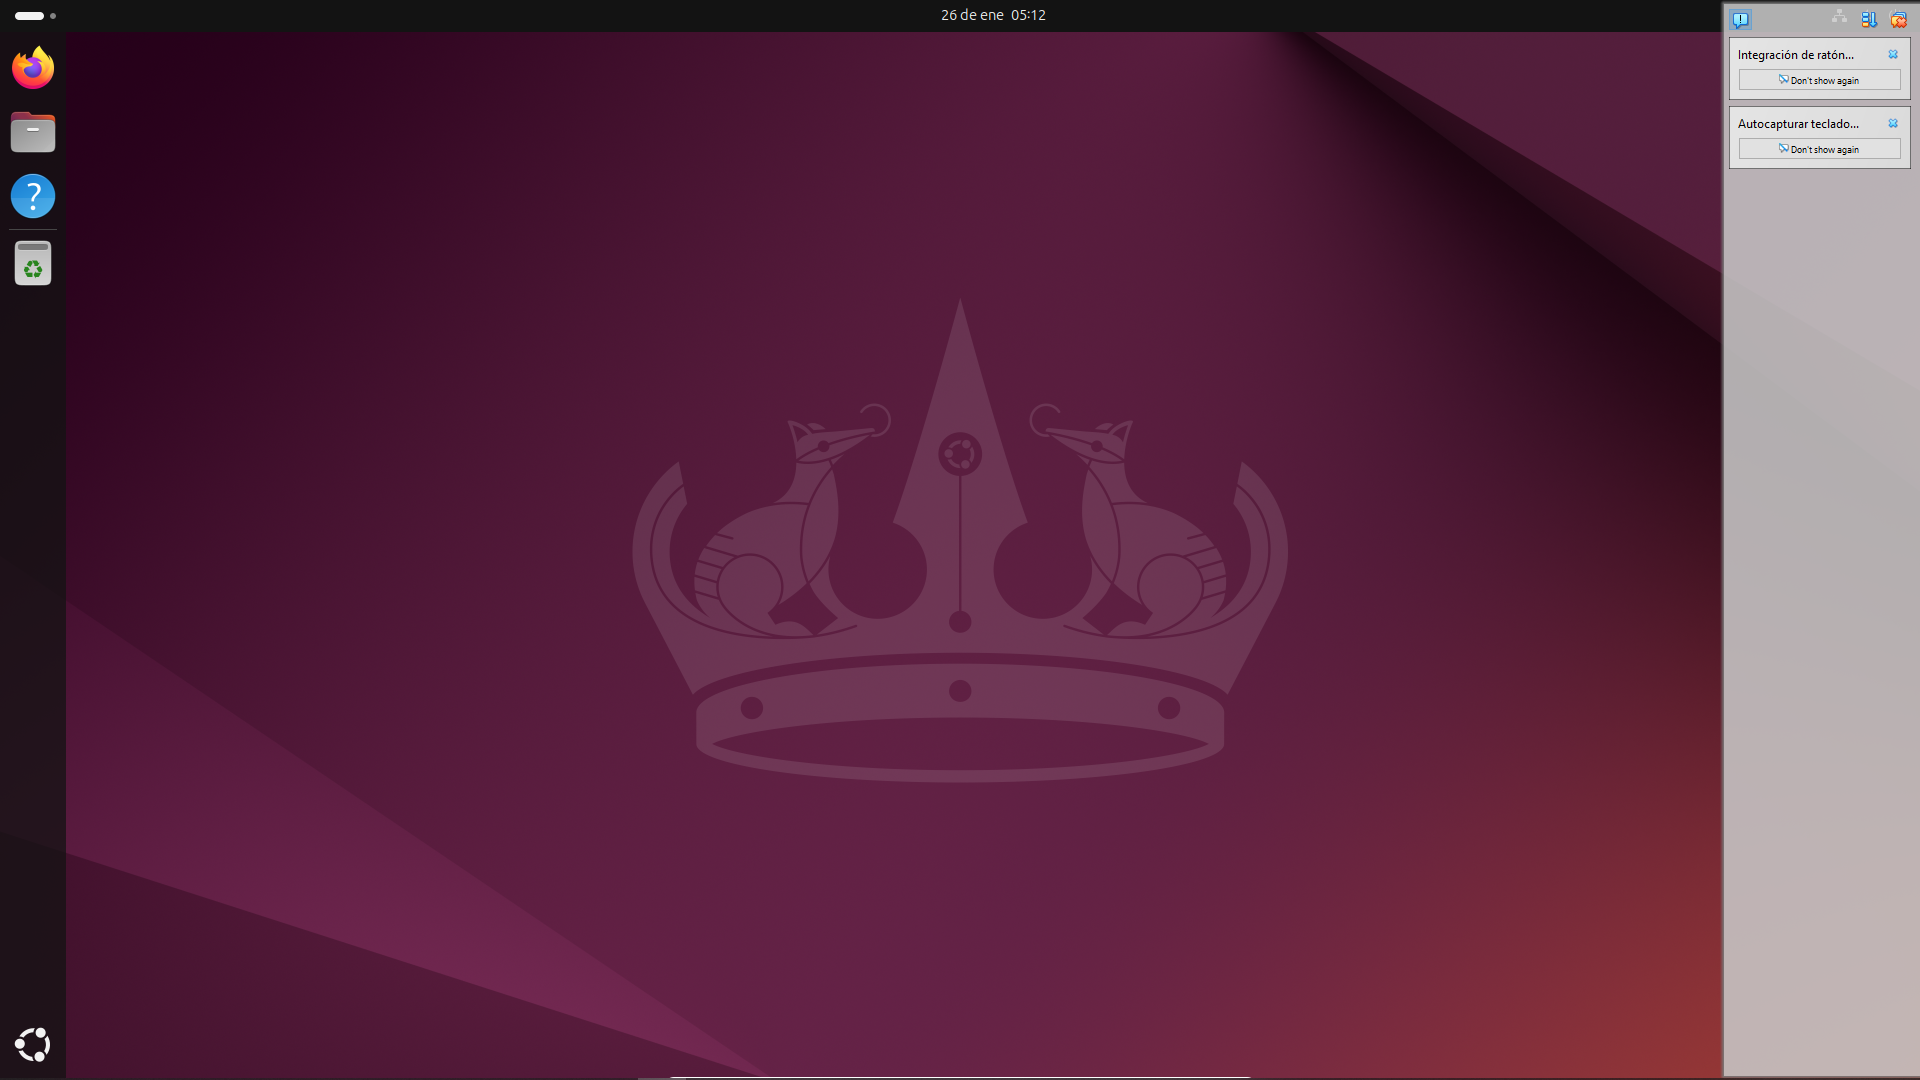 26 de ene 05:12
Integración de ratón...
Don't show again
Autocapturar teclado...
Don't show again